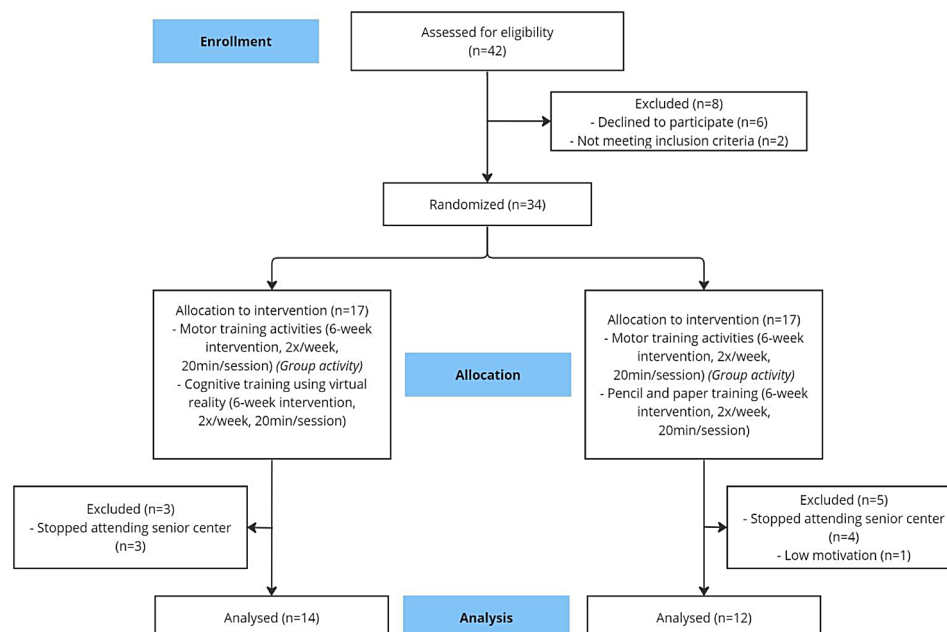 Enrollment
Assessed for eligibility
(n=42)
Excluded (n=8)
- Declined to participate (n=6)
- Not meeting inclusion criteria (n=2)
Randomized (n=34)
Allocation to intervention (n=17)
- Motor training activities (6-week
intervention, 2x/week,
20min/session) (Group activity)
- Cognitive training using virtual
reality (6-week intervention,
2x/week, 20min/session)
Allocation
Allocation to intervention (n=17)
- Motor training activities (6-week
intervention, 2x/week,
20min/session) (Group activity)
- Pencil and paper training (6-week
intervention, 2x/week,
20min/session)
Excluded (n=3)
- Stopped attending senior center
(n=3)
Excluded (n=5)
- Stopped attending senior center
(n=4)
- Low motivation (n=1)
Analysed (n=14)
Analysis
Analysed (n=12)